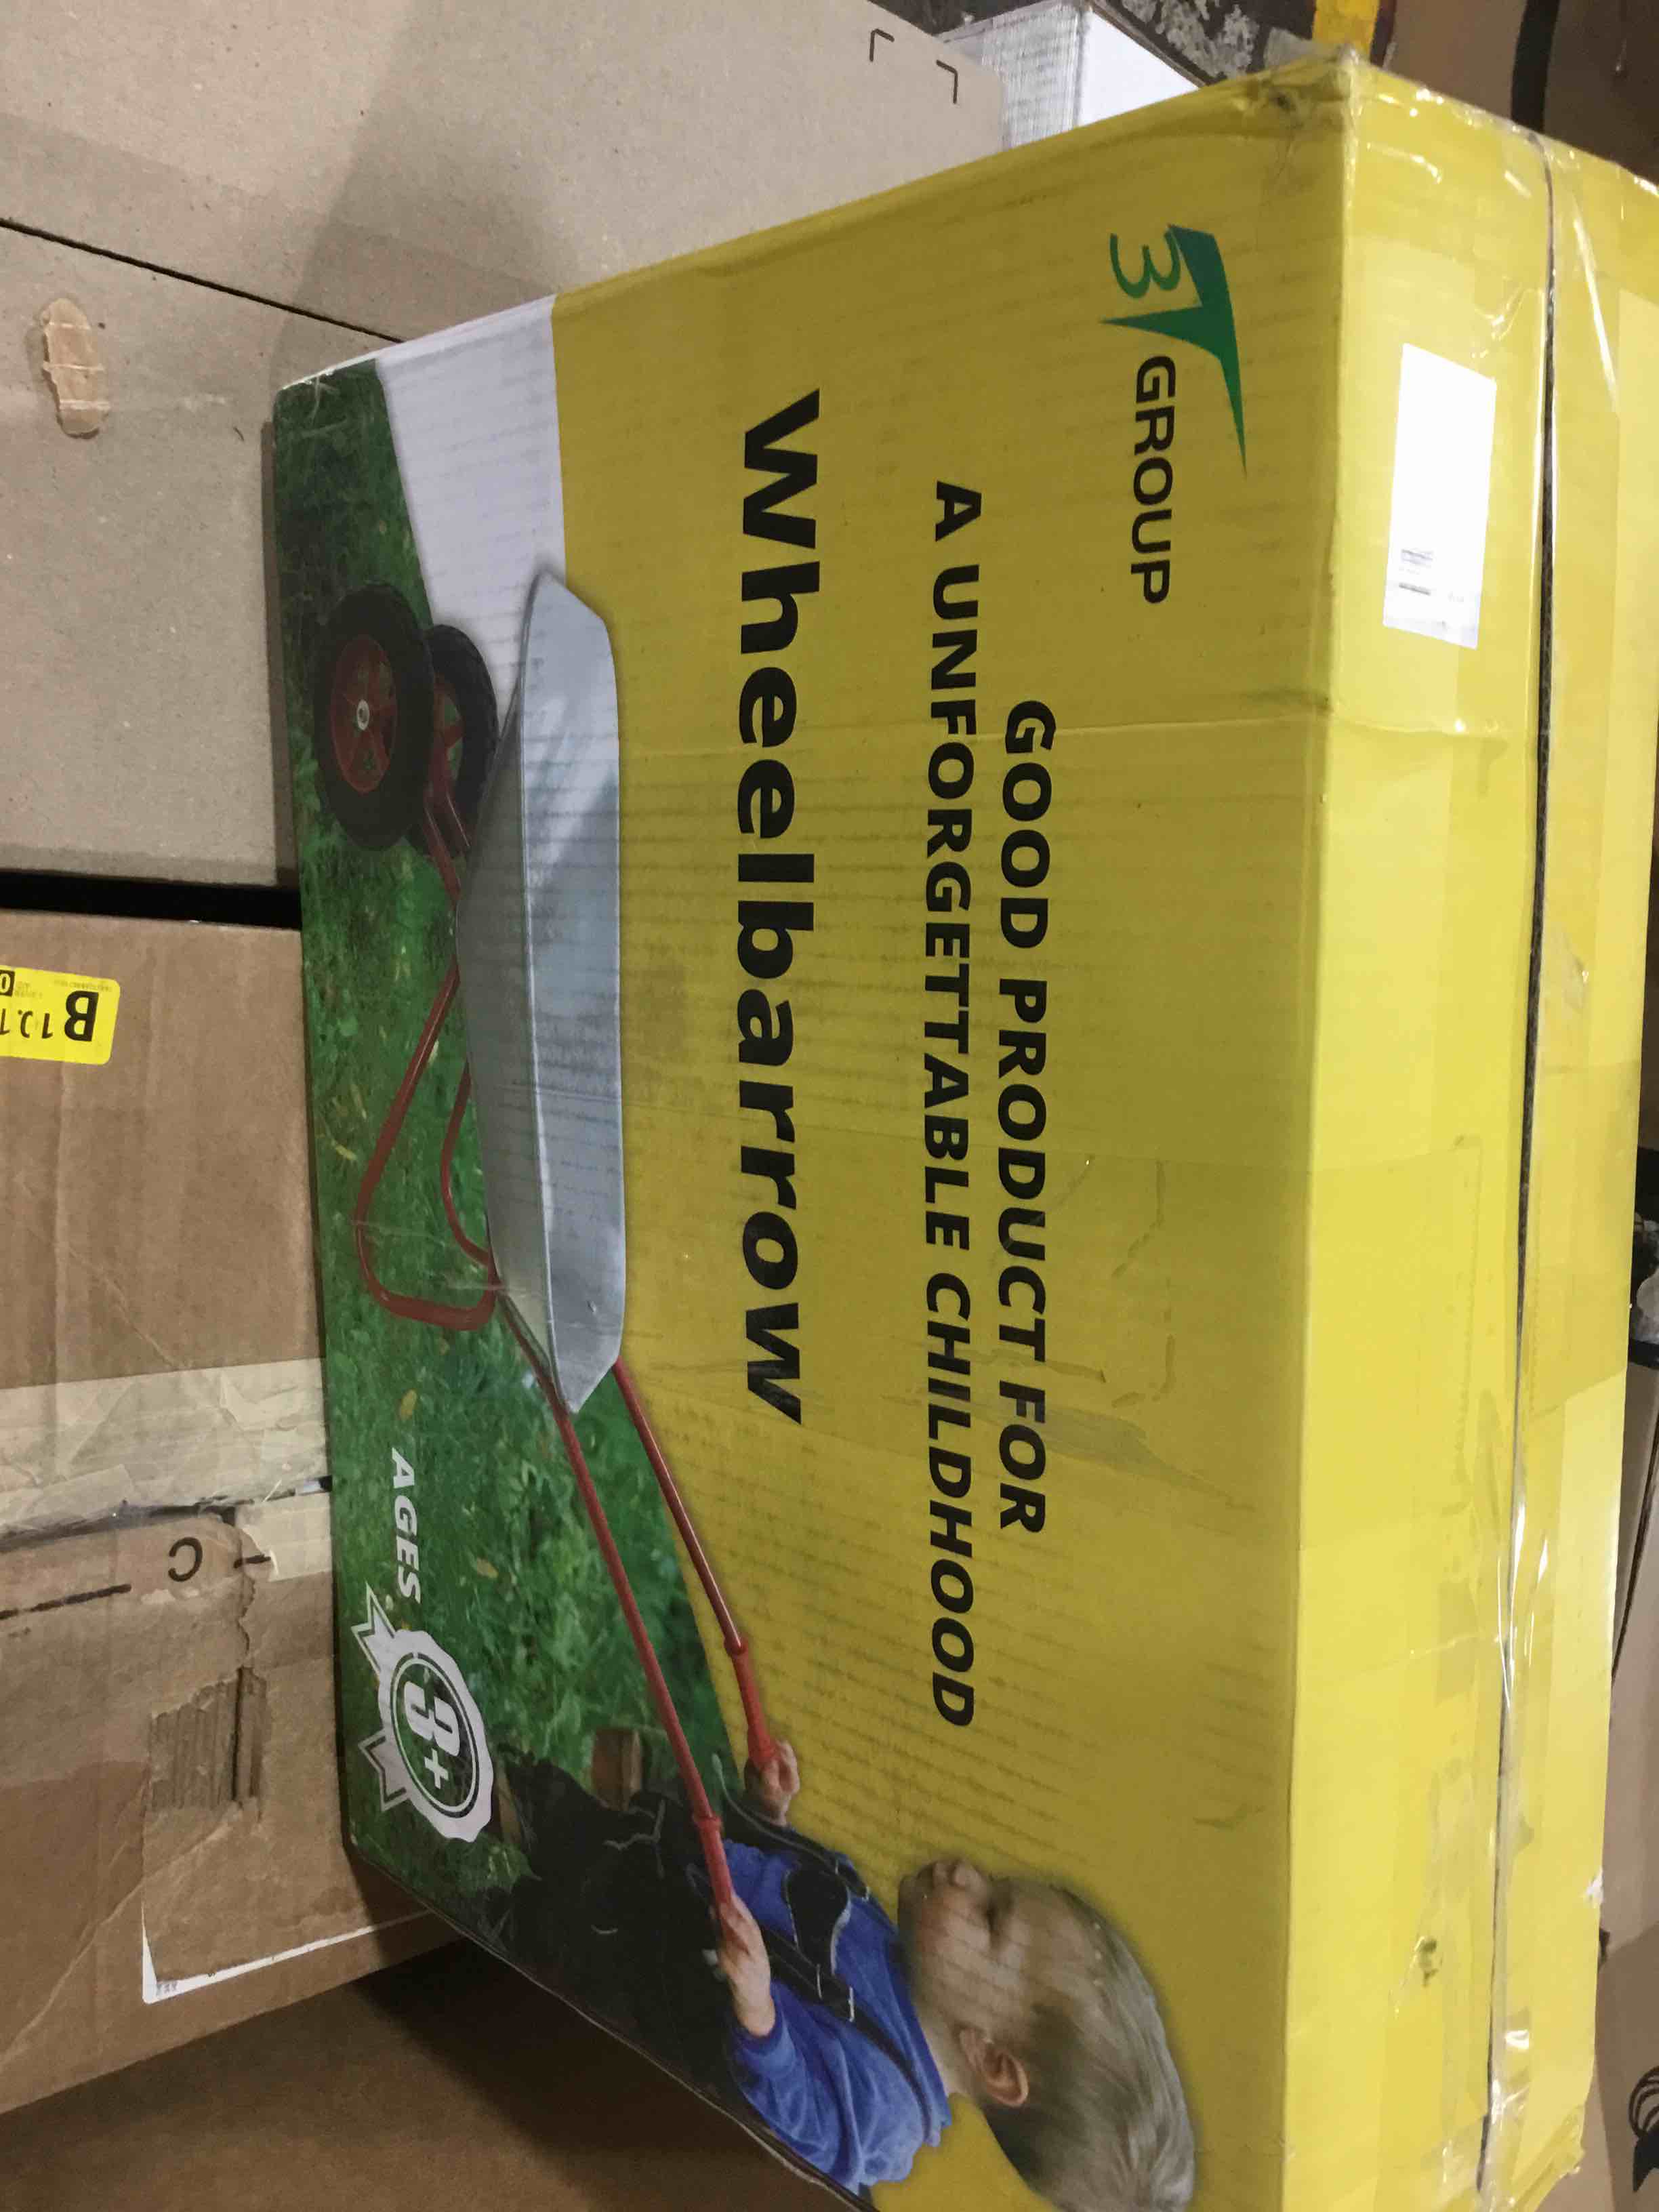 3T GROUP
GOOD PRODUCT FOR
A UNFORGETTABLE CHILDHOOD
Wheelbarrow
AGES
3+
B
C